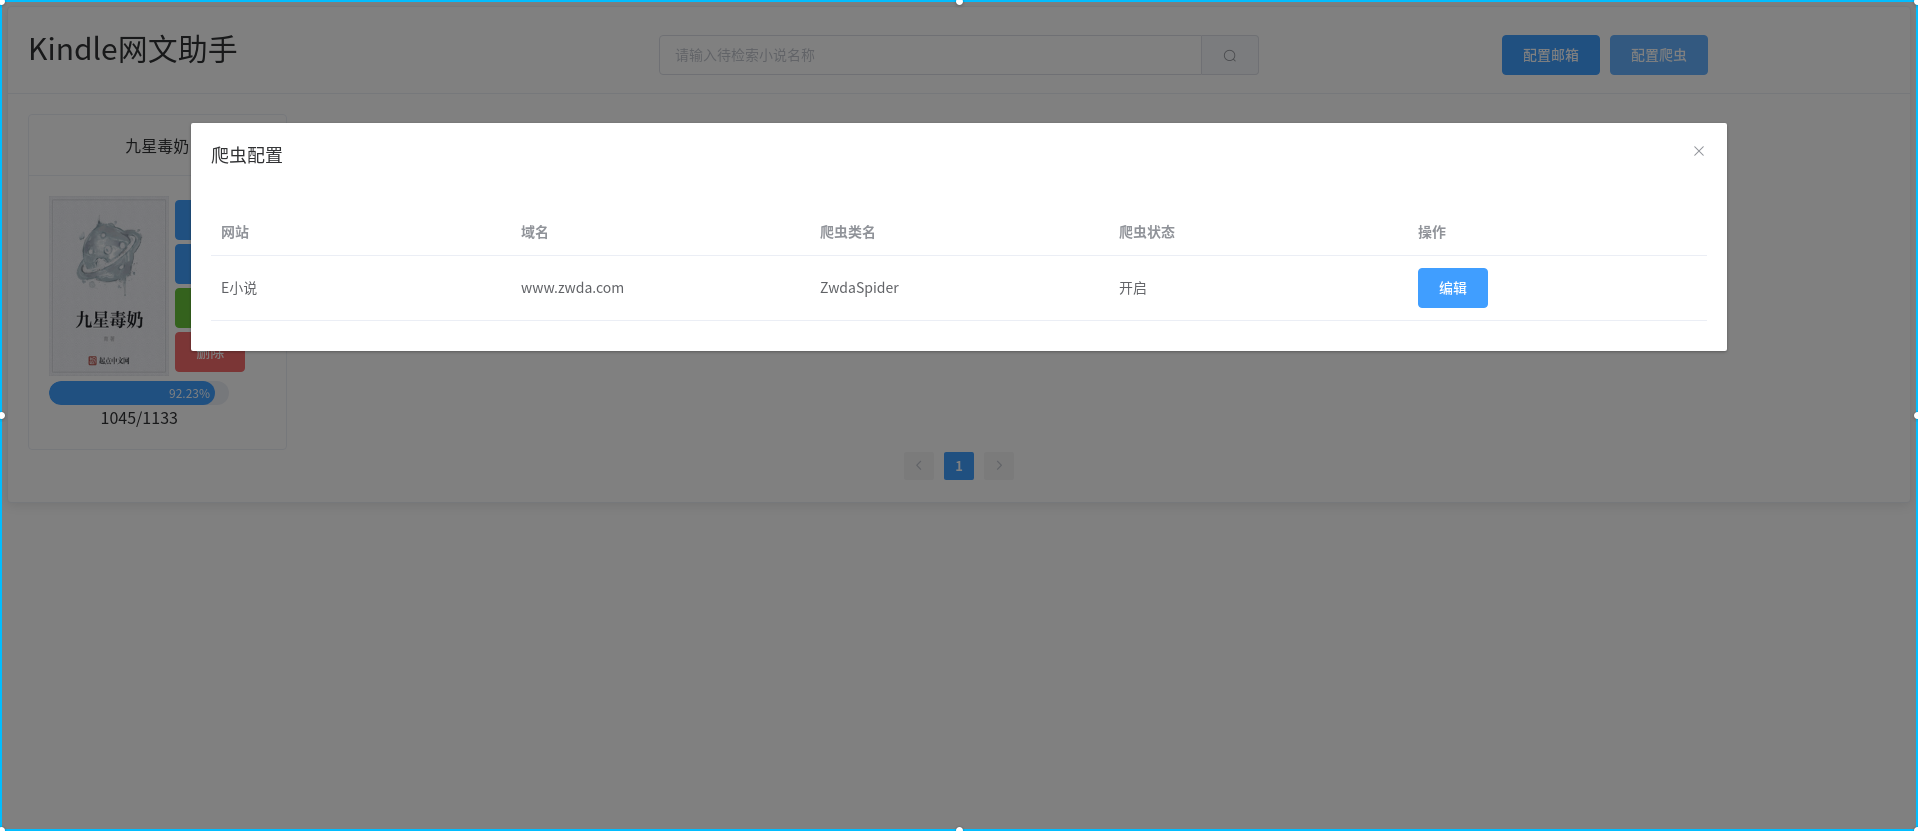 Kindle网文助手
请输入待检索小说名称
配置邮箱
配置爬虫
九星毒奶
爬虫配置
网站 域名 爬虫类名 爬虫状态 操作
E小说 www.zwda.com ZwdaSpider 开启 编辑
九星毒奶
起点中文网
删除
92.23%
1045/1133
1